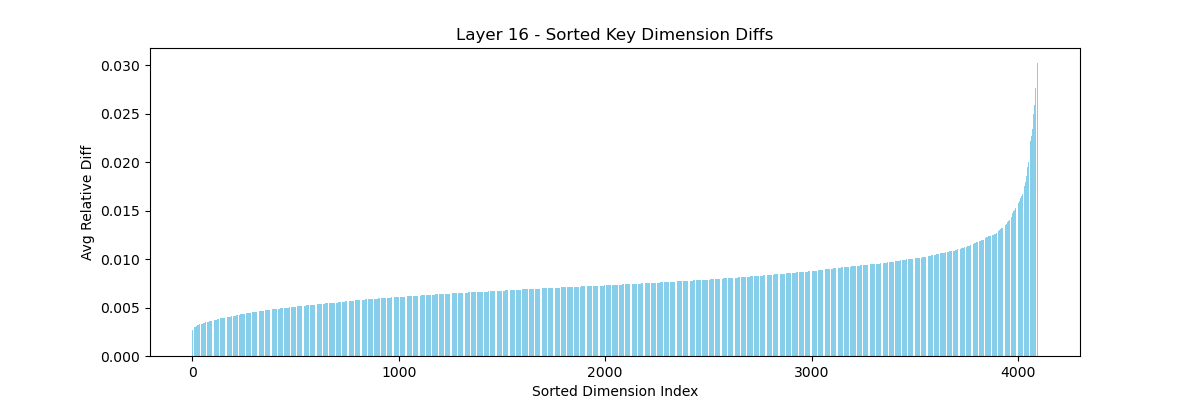 Layer 16 - Sorted Key Dimension Diffs
Avg Relative Diff
0.030
0.025
0.020
0.015
0.010
0.005
0.000
0 1000 2000 3000 4000
Sorted Dimension Index